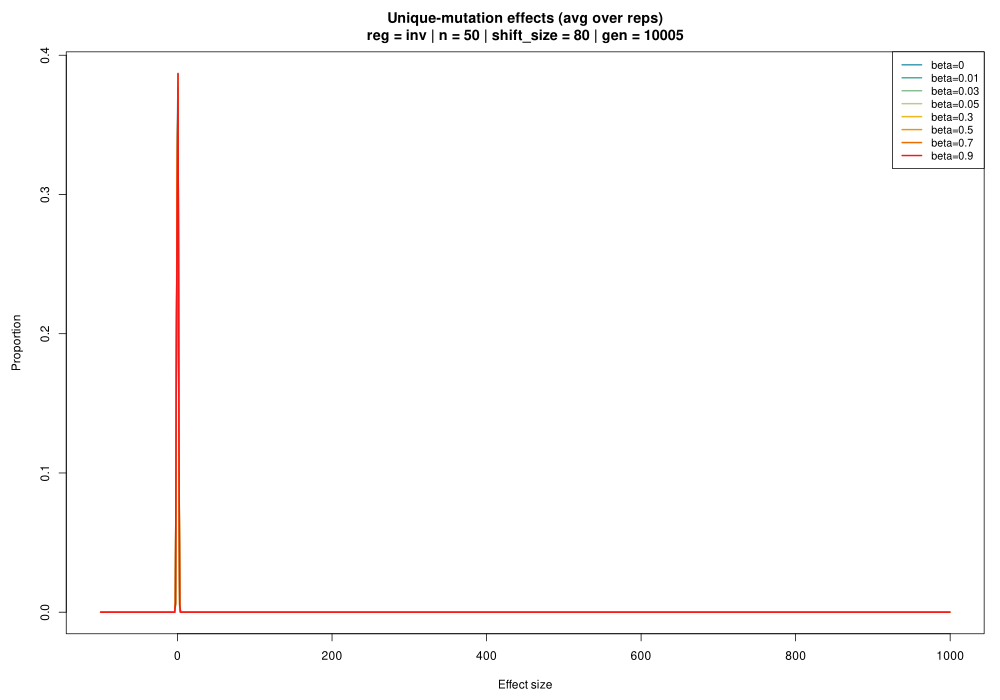 Unique-mutation effects (avg over reps)
reg = inv | n = 50 | shift_size = 80 | gen = 10005
beta=0
beta=0.01
beta=0.03
beta=0.05
beta=0.3
beta=0.5
beta=0.7
beta=0.9
Proportion
0.4
0.3
0.2
0.1
0.0
0
200
400
600
800
1000
Effect size